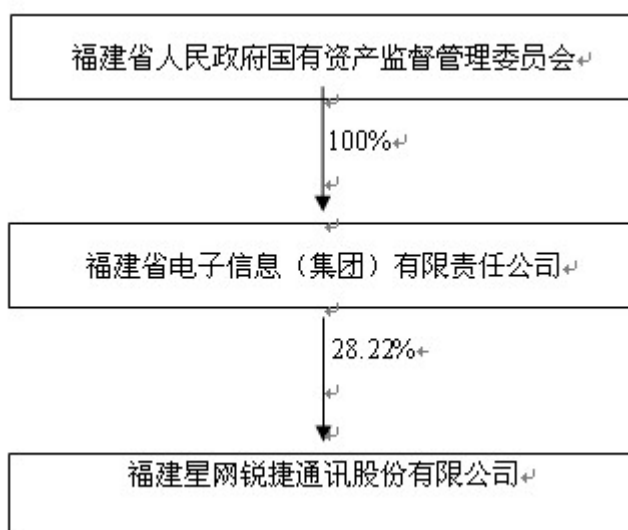 福建省人民政府国有资产监督管理委员会
100%
福建省电子信息（集团）有限责任公司
28.22%
福建星网锐捷通讯股份有限公司